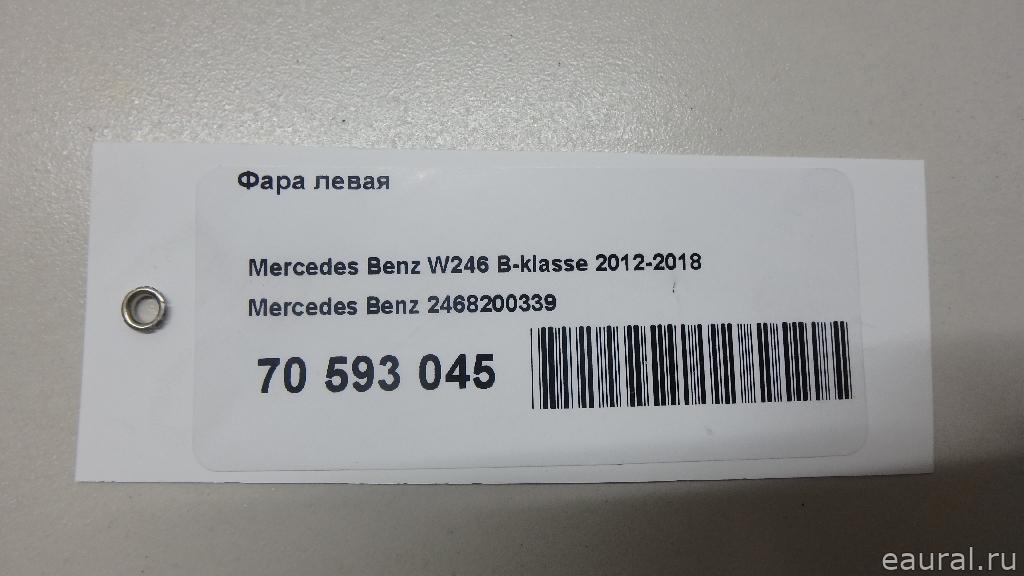 Фара левая
Mercedes Benz W246 B-klasse 2012-2018
Mercedes Benz 2468200339
70 593 045
eaural.ru